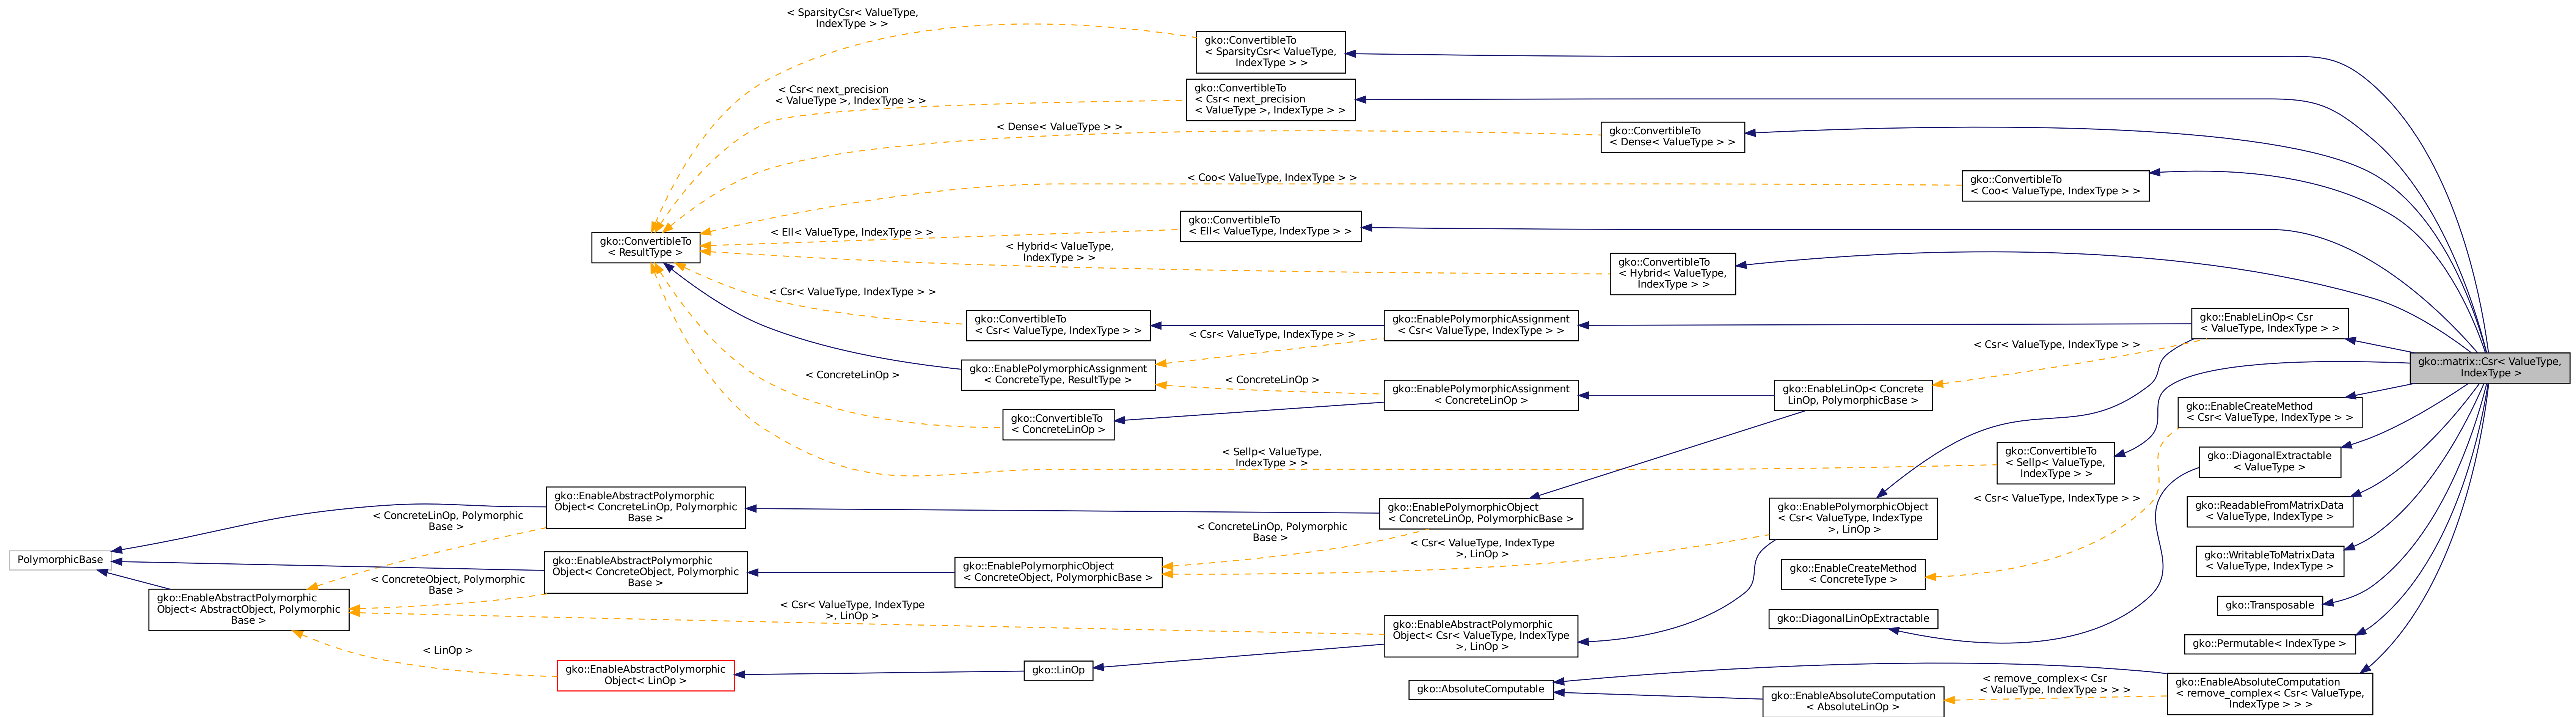 < SparsityCsr< ValueType,
IndexType > >
gko::ConvertibleTo
< SparsityCsr< ValueType,
IndexType > >
< Csr< next_precision
< ValueType >, IndexType > >
gko::ConvertibleTo
< Csr< next_precision
< ValueType >, IndexType > >
< Dense< ValueType > >
gko::ConvertibleTo
< Dense< ValueType > >
< Coo< ValueType, IndexType > >
gko::ConvertibleTo
< Coo< ValueType, IndexType > >
gko::ConvertibleTo
< ResultType >
< Ell< ValueType, IndexType > >
gko::ConvertibleTo
< Ell< ValueType, IndexType > >
< Hybrid< ValueType,
IndexType > >
gko::ConvertibleTo
< Hybrid< ValueType,
IndexType > >
< Csr< ValueType, IndexType > >
gko::ConvertibleTo
< Csr< ValueType, IndexType > >
gko::EnablePolymorphicAssignment
< Csr< ValueType, IndexType > >
gko::EnableLinOp< Csr
< ValueType, IndexType > >
< Csr< ValueType, IndexType > >
< Csr< ValueType, IndexType > >
gko::matrix::Csr< ValueType,
IndexType >
gko::EnablePolymorphicAssignment
< ConcreteType, ResultType >
< ConcreteLinOp >
< ConcreteLinOp >
gko::EnablePolymorphicAssignment
< ConcreteLinOp >
gko::EnableLinOp< Concrete
LinOp, PolymorphicBase >
gko::EnableCreateMethod
< Csr< ValueType, IndexType > >
gko::ConvertibleTo
< ConcreteLinOp >
< Sellp< ValueType,
IndexType > >
gko::ConvertibleTo
< Sellp< ValueType,
IndexType > >
gko::DiagonalExtractable
< ValueType >
gko::EnableAbstractPolymorphic
Object< ConcreteLinOp, Polymorphic
Base >
gko::EnablePolymorphicObject
< ConcreteLinOp, PolymorphicBase >
gko::EnablePolymorphicObject
< Csr< ValueType, IndexType
>, LinOp >
< Csr< ValueType, IndexType > >
gko::ReadableFromMatrixData
< ValueType, IndexType >
< ConcreteLinOp, Polymorphic
Base >
< ConcreteLinOp, Polymorphic
Base >
< Csr< ValueType, IndexType
>, LinOp >
PolymorphicBase
gko::EnableAbstractPolymorphic
Object< ConcreteObject, Polymorphic
Base >
gko::EnablePolymorphicObject
< ConcreteObject, PolymorphicBase >
gko::EnableCreateMethod
< ConcreteType >
gko::WritableToMatrixData
< ValueType, IndexType >
< ConcreteObject, Polymorphic
Base >
gko::EnableAbstractPolymorphic
Object< AbstractObject, Polymorphic
Base >
< Csr< ValueType, IndexType
>, LinOp >
gko::EnableAbstractPolymorphic
Object< Csr< ValueType, IndexType
>, LinOp >
gko::DiagonalLinOpExtractable
gko::Transposable
gko::Permutable< IndexType >
< LinOp >
gko::EnableAbstractPolymorphic
Object< LinOp >
gko::LinOp
gko::AbsoluteComputable
gko::EnableAbsoluteComputation
< AbsoluteLinOp >
< remove_complex< Csr
< ValueType, IndexType > > >
gko::EnableAbsoluteComputation
< remove_complex< Csr< ValueType,
IndexType > > >